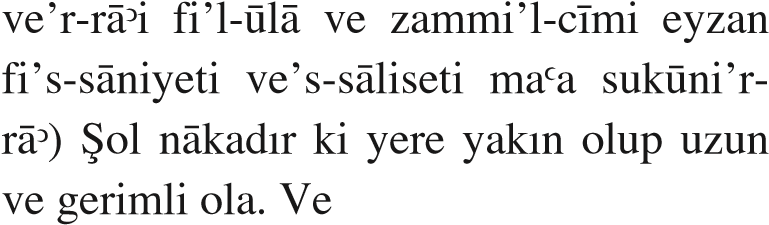 ve’r-rāʾi fi’l-ūlā ve zammi’l-cīmi eyzan
fi’s-sāniyeti ve’s-sāliseti maʿa sukūni’r-
rāʾ) Şol nākadır ki yere yakın olup uzun
ve gerimli ola. Ve